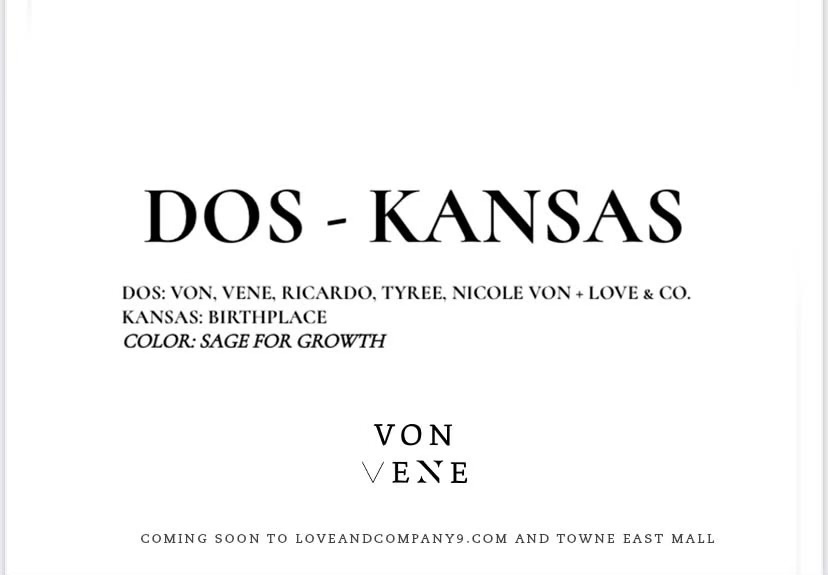 DOS - KANSAS
DOS: VON, VENE, RICARDO, TYREE, NICOLE VON + LOVE & CO.
KANSAS: BIRTHPLACE
COLOR: SAGE FOR GROWTH
VON
VENE
COMING SOON TO LOVEANDCOMPANY9.COM AND TOWNE EAST MALL